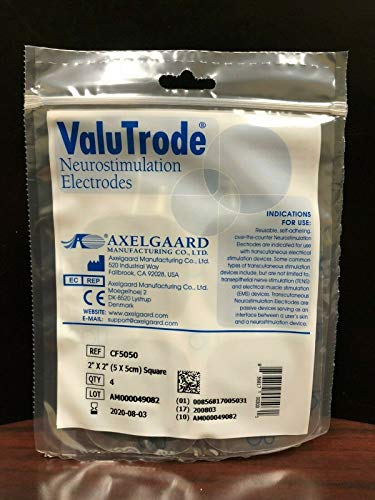 ValuTrode®
Neurostimulation
Electrodes
AXELGAARD
MANUFACTURING CO., LTD.
Axelgaard Manufacturing Co., Ltd.
520 Industrial Way
Fallbrook, CA 92028, USA
EC REP
Axelgaard Manufacturing Co., Ltd.
Moegelhoej 2
DK-8520 Lystrup
Denmark
CE
WEBSITE:
E-MAIL: support@axelgaard.com
INDICATIONS
FOR USE:
Reusable, self-adhering,
over-the-counter Neurostimulation
Electrodes are indicated for use
with transcutaneous electrical
stimulation devices. Some common
types of transcutaneous stimulation
devices include, but are not limited to,
transepithelial nerve stimulation (TENS)
and electrical muscle stimulation
(EMS) devices. Transcutaneous
Neurostimulation Electrodes are
passive devices serving as an
interface between a user's skin
and a neurostimulation device.
REF CF5050
2" X 2" (5 X 5cm) Square
QTY 4
LOT AM000049082
2020-08-03
(01) 00856817005031
(17) 200803
(10) AM000049082